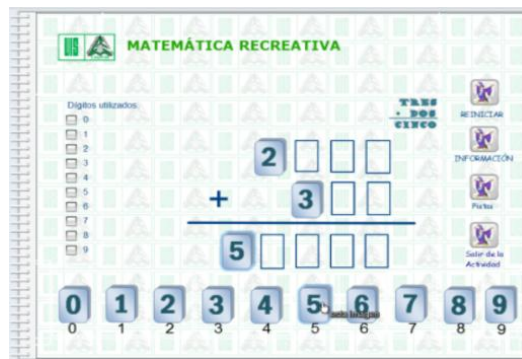 UIS
MATEMÁTICA RECREATIVA
Dígitos utilizados:
0
1
2
3
4
5
6
7
8
9
TRES
+ DOS
CINCO
2
+ 3
5
REINICIAR
INFORMACIÓN
Pistas
Salir de la
Actividad
0 1 2 3 4 5 6 7 8 9
0 1 2 3 4 5 6 7 8 9